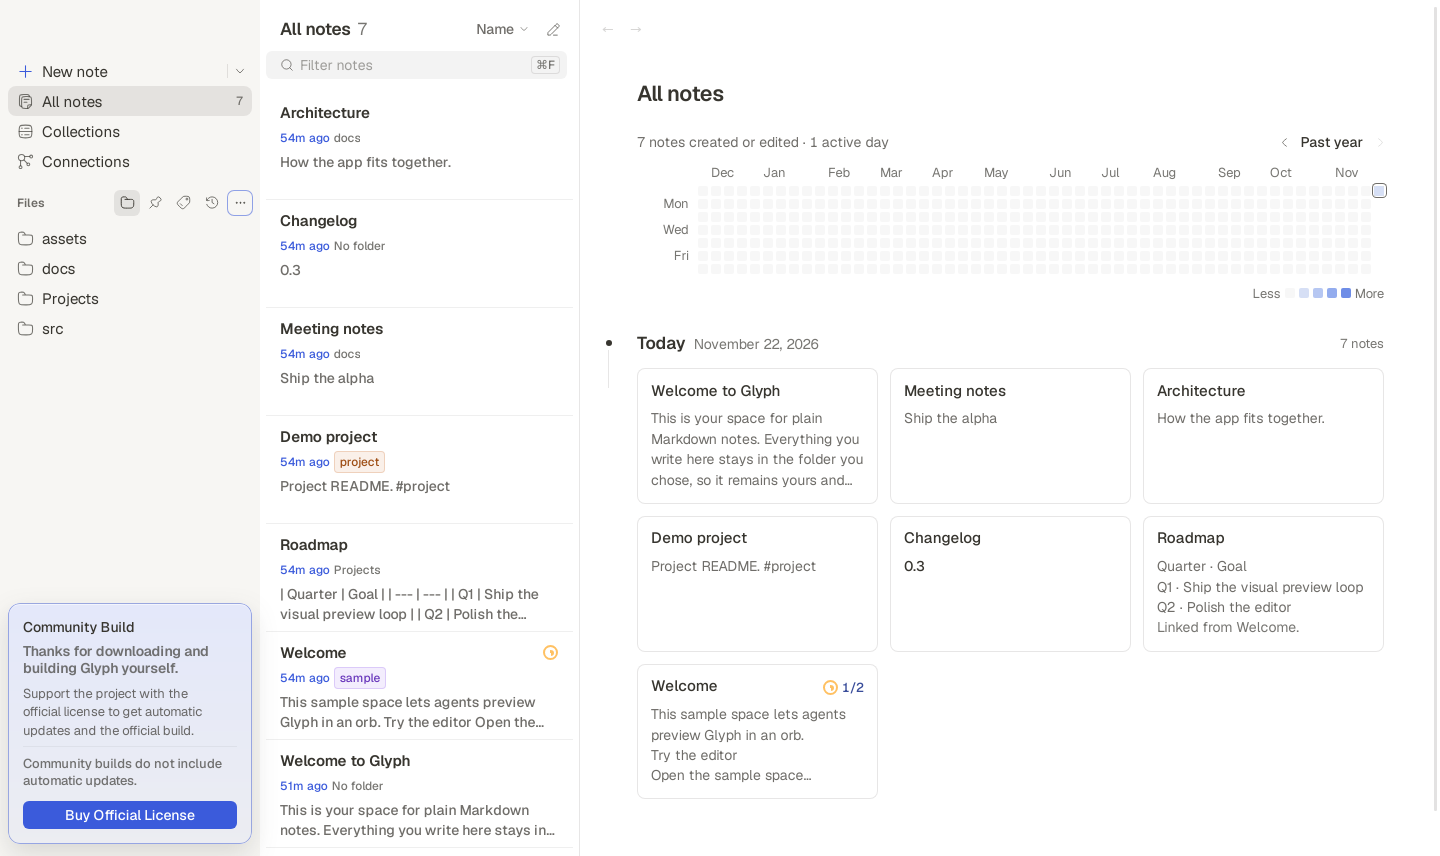 New note
All notes 7
Collections
Connections
Files
assets
docs
Projects
src
Community Build
Thanks for downloading and
building Glyph yourself.
Support the project with the
official license to get automatic
updates and the official build.
Community builds do not include
automatic updates.
Buy Official License
All notes 7
Name
Filter notes ⌘F
Architecture
54m ago docs
How the app fits together.
Changelog
54m ago No folder
0.3
Meeting notes
54m ago docs
Ship the alpha
Demo project
54m ago project
Project README. #project
Roadmap
54m ago Projects
| Quarter | Goal | | --- | --- | | Q1 | Ship the
visual preview loop | | Q2 | Polish the...
Welcome
54m ago sample
This sample space lets agents preview
Glyph in an orb. Try the editor Open the...
Welcome to Glyph
51m ago No folder
This is your space for plain Markdown
notes. Everything you write here stays in...
All notes
7 notes created or edited · 1 active day
Past year
Dec Jan Feb Mar Apr May Jun Jul Aug Sep Oct Nov
Mon
Wed
Fri
Less More
Today November 22, 2026 7 notes
Welcome to Glyph
This is your space for plain
Markdown notes. Everything you
write here stays in the folder you
chose, so it remains yours and...
Meeting notes
Ship the alpha
Architecture
How the app fits together.
Demo project
Project README. #project
Changelog
0.3
Roadmap
Quarter · Goal
Q1 · Ship the visual preview loop
Q2 · Polish the editor
Linked from Welcome.
Welcome 1/2
This sample space lets agents
preview Glyph in an orb.
Try the editor
Open the sample space...